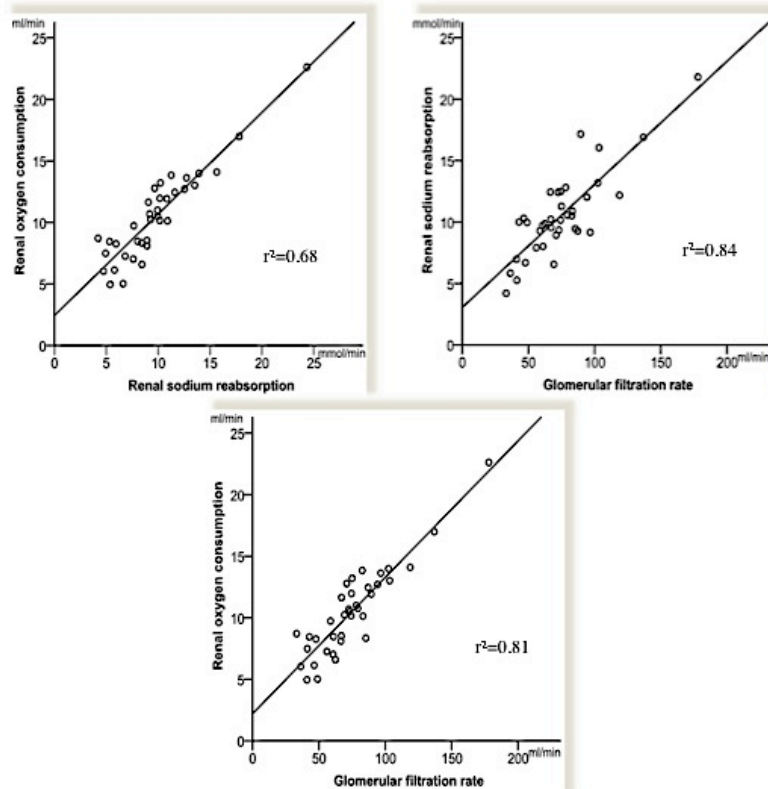 ml/min
25
20
15
10
5
0
Renal oxygen consumption
r²=0.68
0 5 10 15 20 25 mmol/min
Renal sodium reabsorption
mmol/min
25
20
15
10
5
0
Renal sodium reabsorption
r²=0.84
0 50 100 150 200 ml/min
Glomerular filtration rate
ml/min
25
20
15
10
5
0
Renal oxygen consumption
r²=0.81
0 50 100 150 200 ml/min
Glomerular filtration rate